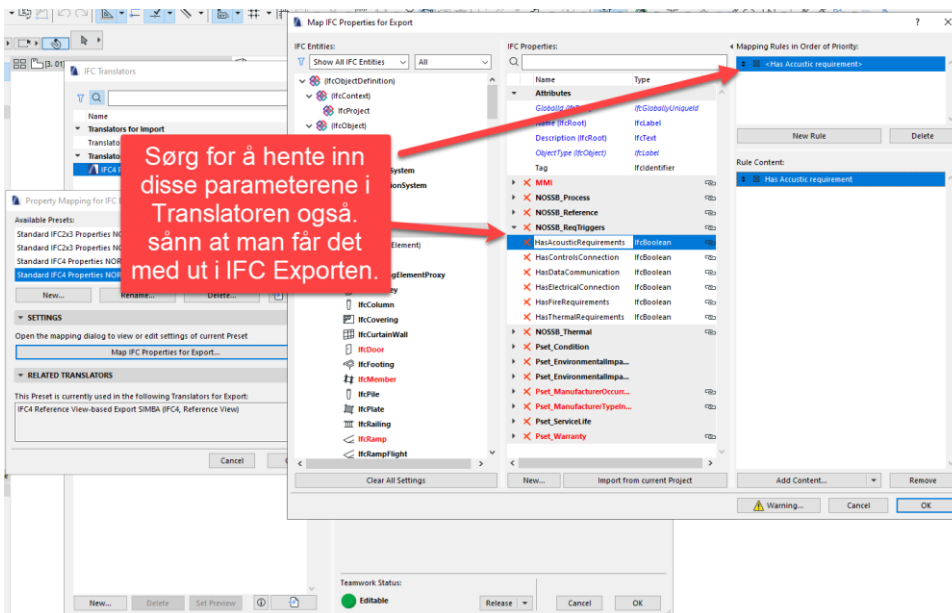 Map IFC Properties for Export
?
IFC Entities:
IFC Properties:
Mapping Rules in Order of Priority:
Show All IFC Entities
All
<Has Accustic requirement>
New Rule
Delete
Rule Content:
Has Accustic requirement
(IfcObjectDefinition)
(IfcContext)
IfcProject
(IfcObject)
System
IfcColumn
IfcCovering
IfcCurtainWall
IfcDoor
IfcFooting
IfcMember
IfcPile
IfcPlate
IfcRailing
IfcRamp
IfcRampFlight
Clear All Settings
Name Type
Attributes
GlobalId (IfcRoot) IfcGloballyUniqueId
Name (IfcRoot) IfcLabel
Description (IfcRoot) IfcText
ObjectType (IfcObject) IfcLabel
Tag IfcIdentifier
MMI
NOSSB_Process
NOSSB_Reference
NOSSB_ReqTriggers
HasAcousticRequirements IfcBoolean
HasControlsConnection IfcBoolean
HasDataCommunication IfcBoolean
HasElectricalConnection IfcBoolean
HasFireRequirements IfcBoolean
HasThermalRequirements IfcBoolean
NOSSB_Thermal
Pset_Condition
Pset_EnvironmentalImpa...
Pset_EnvironmentalImpa...
Pset_ManufacturerOccurr...
Pset_ManufacturerTypeIn...
Pset_ServiceLife
Pset_Warranty
New...
Import from current Project
Add Content...
Remove
Warning...
Cancel
OK
Sørg for å hente inn
disse parameterene i
Translatoren også.
sånn at man får det
med ut i IFC Exporten.
IFC Translators
Name
Translators for Import
Property Mapping for IFC
Available Presets:
Standard IFC2x3 Properties NOR
Standard IFC2x3 Properties NOR
Standard IFC4 Properties NOR
Standard IFC4 Properties NOR
New...
Rename...
Delete...
SETTINGS
Open the mapping dialog to view or edit settings of current Preset
Map IFC Properties for Export...
RELATED TRANSLATORS
This Preset is currently used in the following Translators for Export:
IFC4 Reference View-based Export SIMBA (IFC4, Reference View)
Cancel
New...
Delete
Set Preview
Teamwork Status:
Editable
Release
Cancel
OK